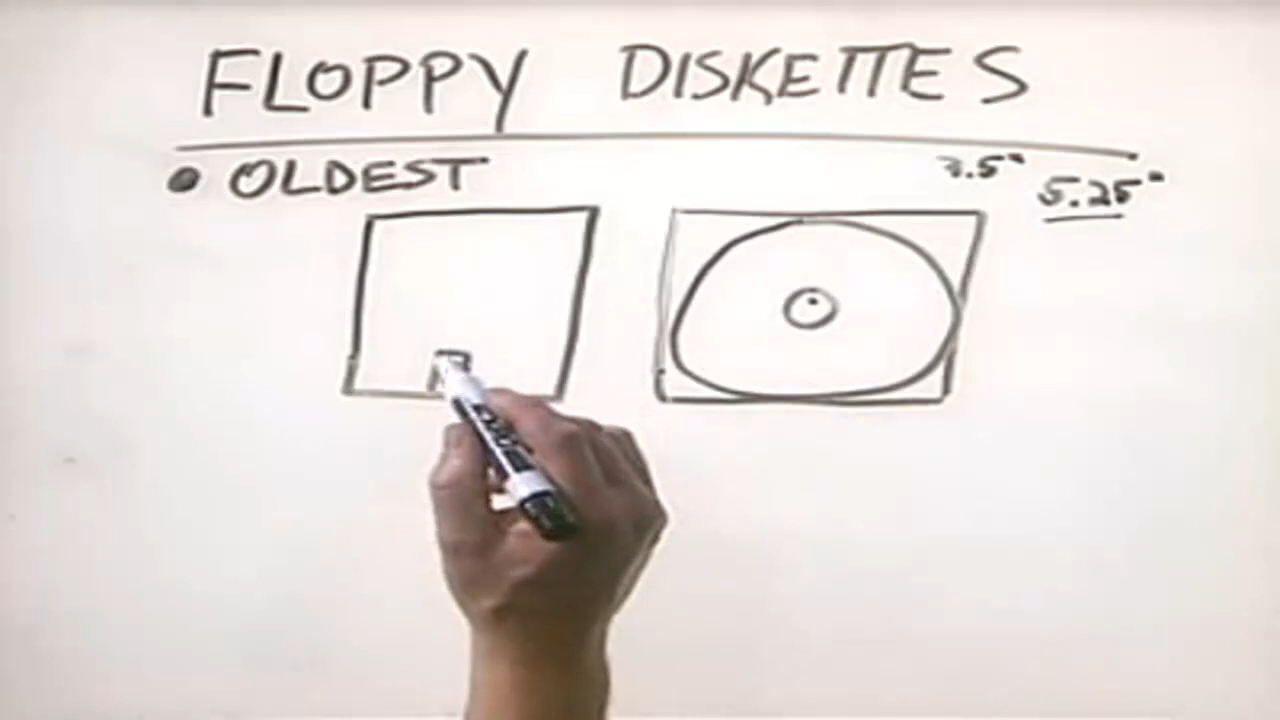 FLOPPY DISKETTES
• OLDEST
3.5" 5.25"